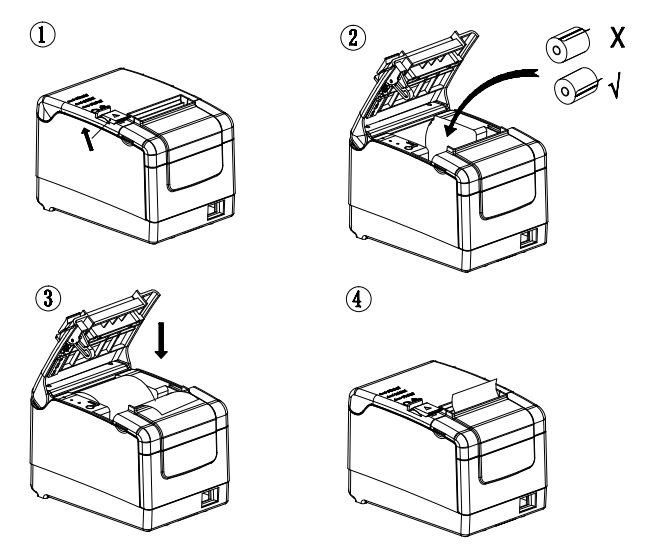 ①
② X
√
③
④